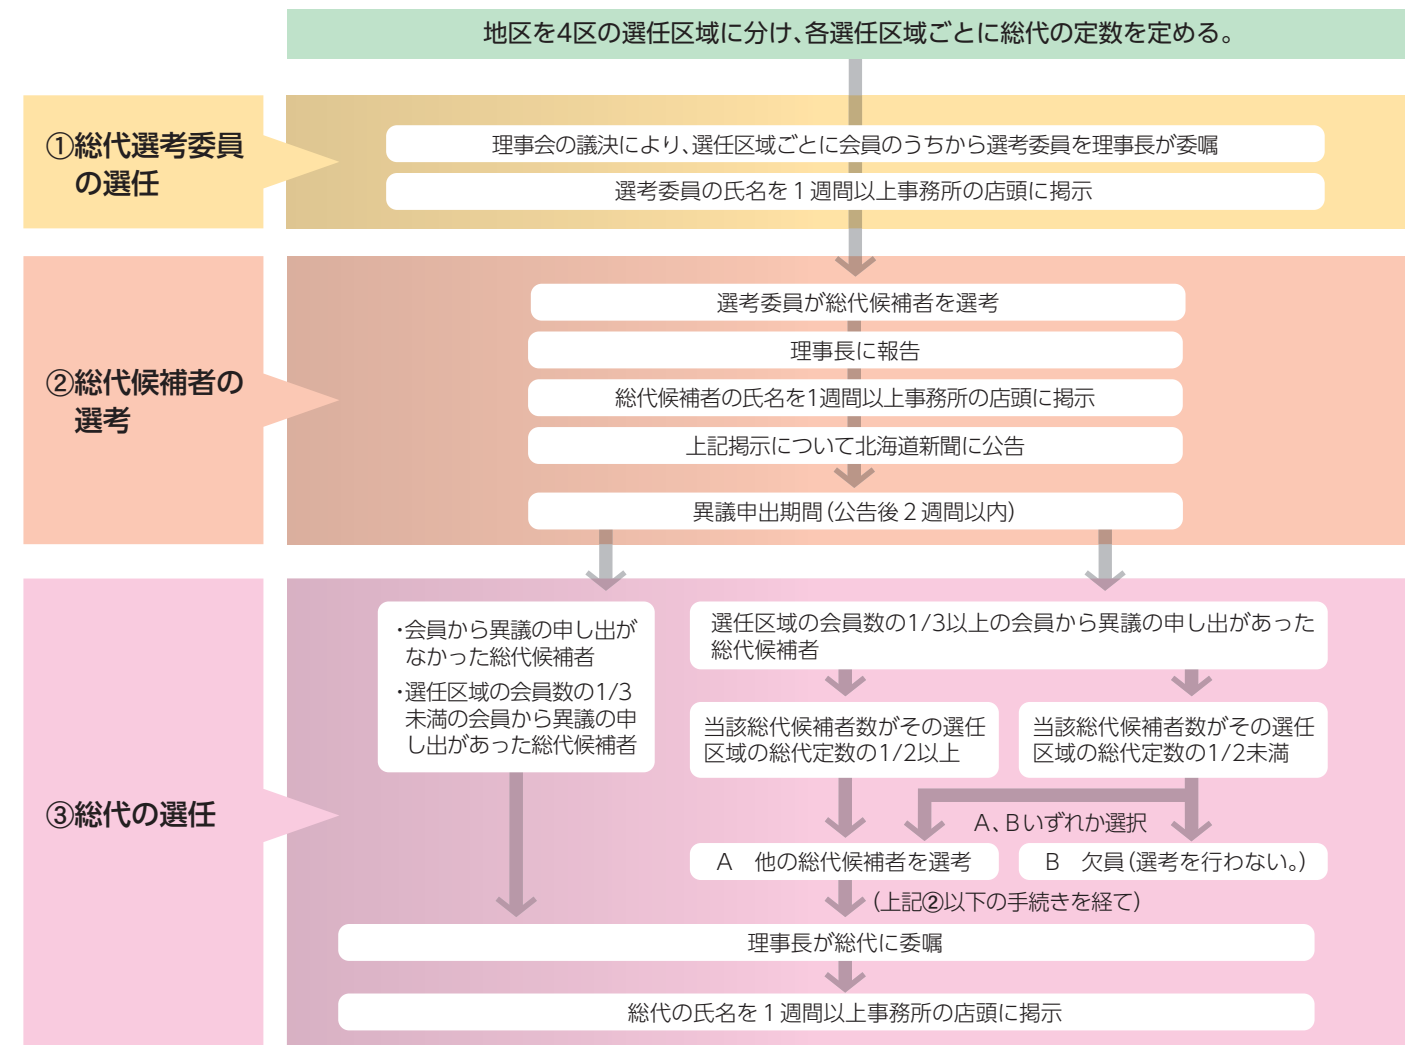 地区を4区の選任区域に分け、各選任区域ごとに総代の定数を定める。
①総代選考委員
の選任
理事会の議決により、選任区域ごとに会員のうちから選考委員を理事長が委嘱
選考委員の氏名を1週間以上事務所の店頭に掲示
②総代候補者の
選考
選考委員が総代候補者を選考
理事長に報告
総代候補者の氏名を1週間以上事務所の店頭に掲示
上記掲示について北海道新聞に公告
異議申出期間(公告後2週間以内)
③総代の選任
・会員から異議の申し出が
なかった総代候補者
・選任区域の会員数の1/3
未満の会員から異議の申
し出があった総代候補者
選任区域の会員数の1/3以上の会員から異議の申し出があった
総代候補者
当該総代候補者数がその選任
区域の総代定数の1/2以上
当該総代候補者数がその選任
区域の総代定数の1/2未満
A、Bいずれか選択
A 他の総代候補者を選考
B 欠員(選考を行わない。)
(上記②以下の手続きを経て)
理事長が総代に委嘱
総代の氏名を1週間以上事務所の店頭に掲示